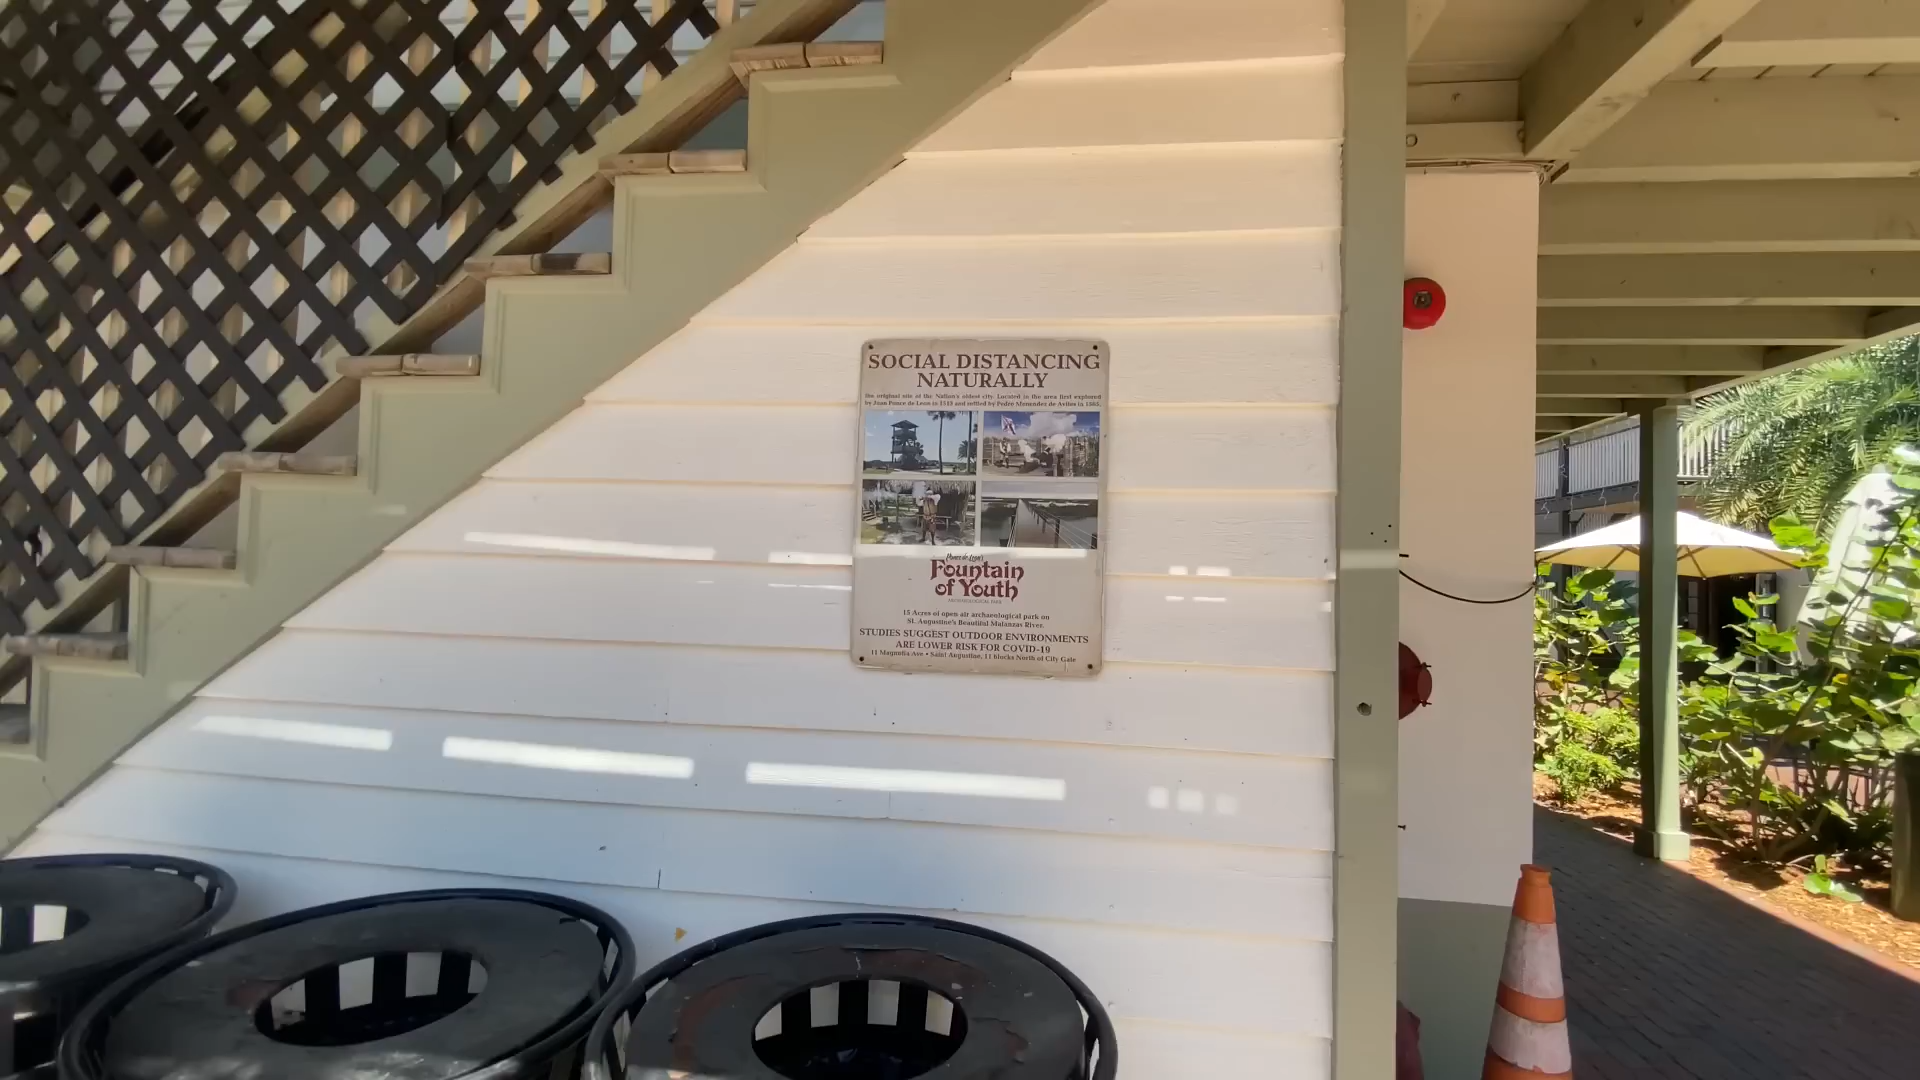 SOCIAL DISTANCING
NATURALLY
the original site of the Nation's oldest city. Located in the area first explored
by Juan Ponce de Leon in 1513 and settled by Pedro Menendez de Aviles in 1565.
Ponce de Leon's
Fountain
of Youth
ARCHAEOLOGICAL PARK
15 Acres of open air archaeological park on
St. Augustine's Beautiful Matanzas River.
STUDIES SUGGEST OUTDOOR ENVIRONMENTS
ARE LOWER RISK FOR COVID-19
11 Magnolia Ave • Saint Augustine, 11 blocks North of City Gate